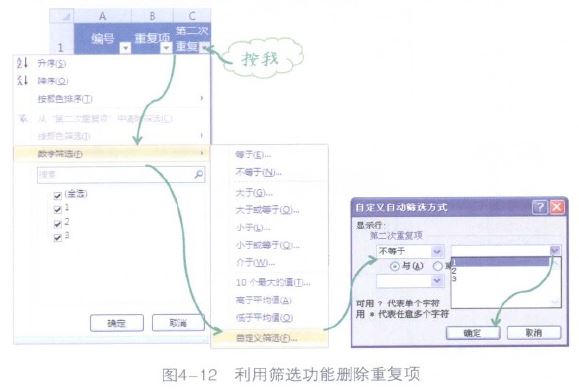 A B C
1 编号 重复项 第二次
重复
按我
升序(S)
降序(O)
按颜色排序(T)
从"第二次重复项"中清除筛选(C)
按颜色筛选(I)
数字筛选(F)
搜索
(全选)
1
2
3
确定 取消
等于(E)...
不等于(N)...
大于(G)...
大于或等于(O)...
小于(L)...
小于或等于(Q)...
介于(W)...
10 个最大的值(T)...
高于平均值(A)
低于平均值(O)
自定义筛选(F)...
自定义自动筛选方式
显示行:
第二次重复项
不等于
与(A)
1
2
3
可用 ? 代表单个字符
用 * 代表任意多个字符
确定 取消
图4-12 利用筛选功能删除重复项